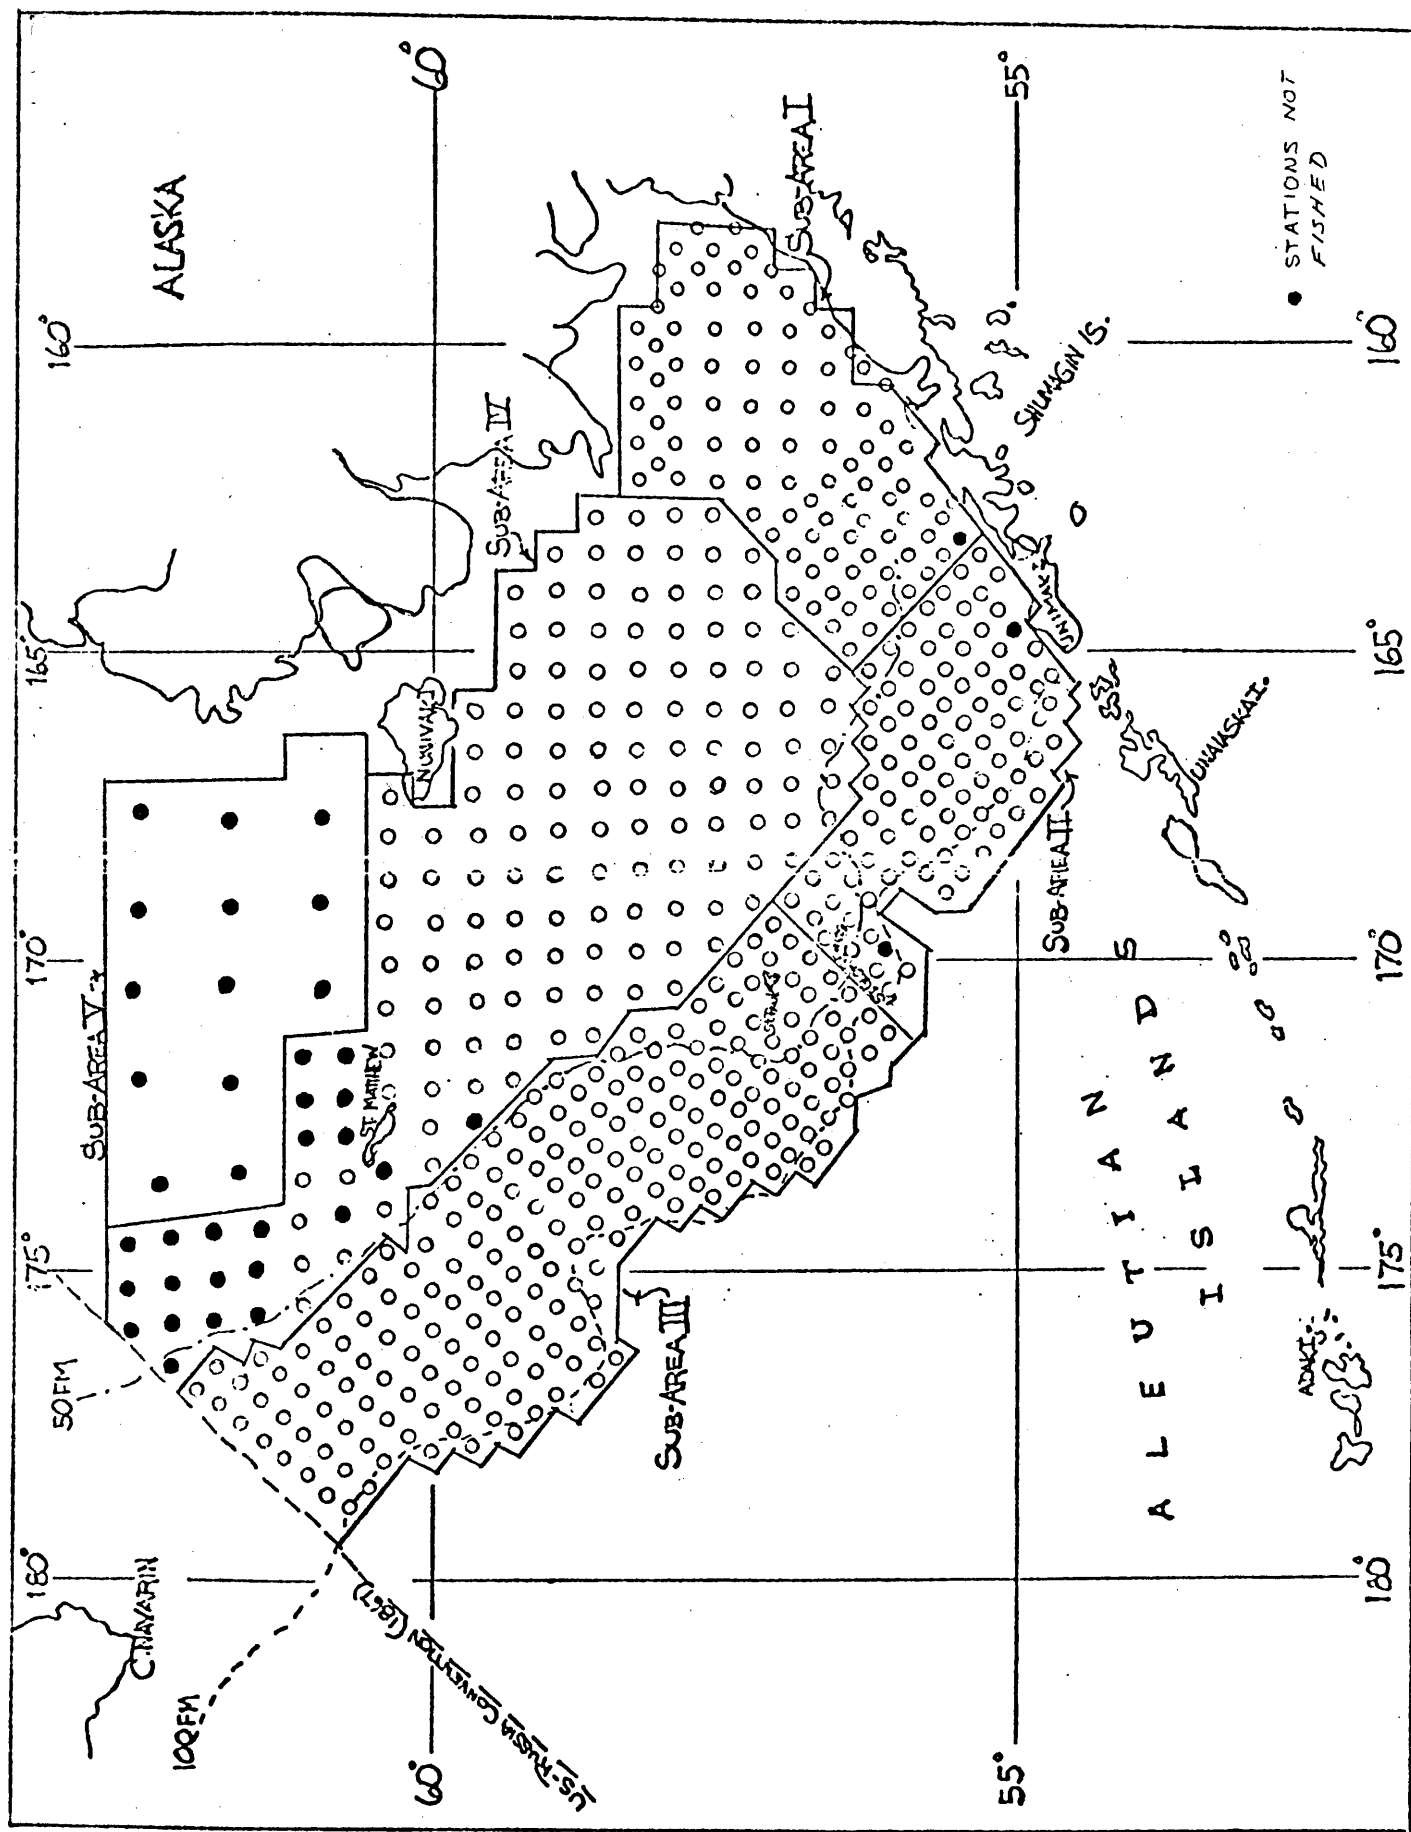 180°
175°
170°
165°
160°
C. NAVARIN
100FM
50FM
SUB-AREA V
ALASKA
ST. MATTHEW
NUNIVAK I
SUB-AREA IV
60°
60°
US-RUSSIA CONVENTION (1867)
SUB-AREA III
SUB-AREA II
SUB-AREA I
UNIMAK I
UNALASKA I.
SHUMAGIN IS.
55°
55°
ALEUTIAN
ISLANDS
ADAK I.
● STATIONS NOT
FISHED
180°
175°
170°
165°
160°